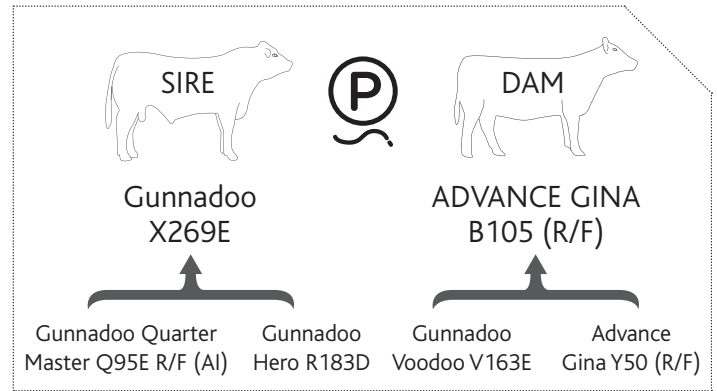 SIRE
P
DAM
Gunnadoo
X269E
ADVANCE GINA
B105 (R/F)
Gunnadoo Quarter
Master Q95E R/F (AI)
Gunnadoo
Hero R183D
Gunnadoo
Voodoo V163E
Advance
Gina Y50 (R/F)